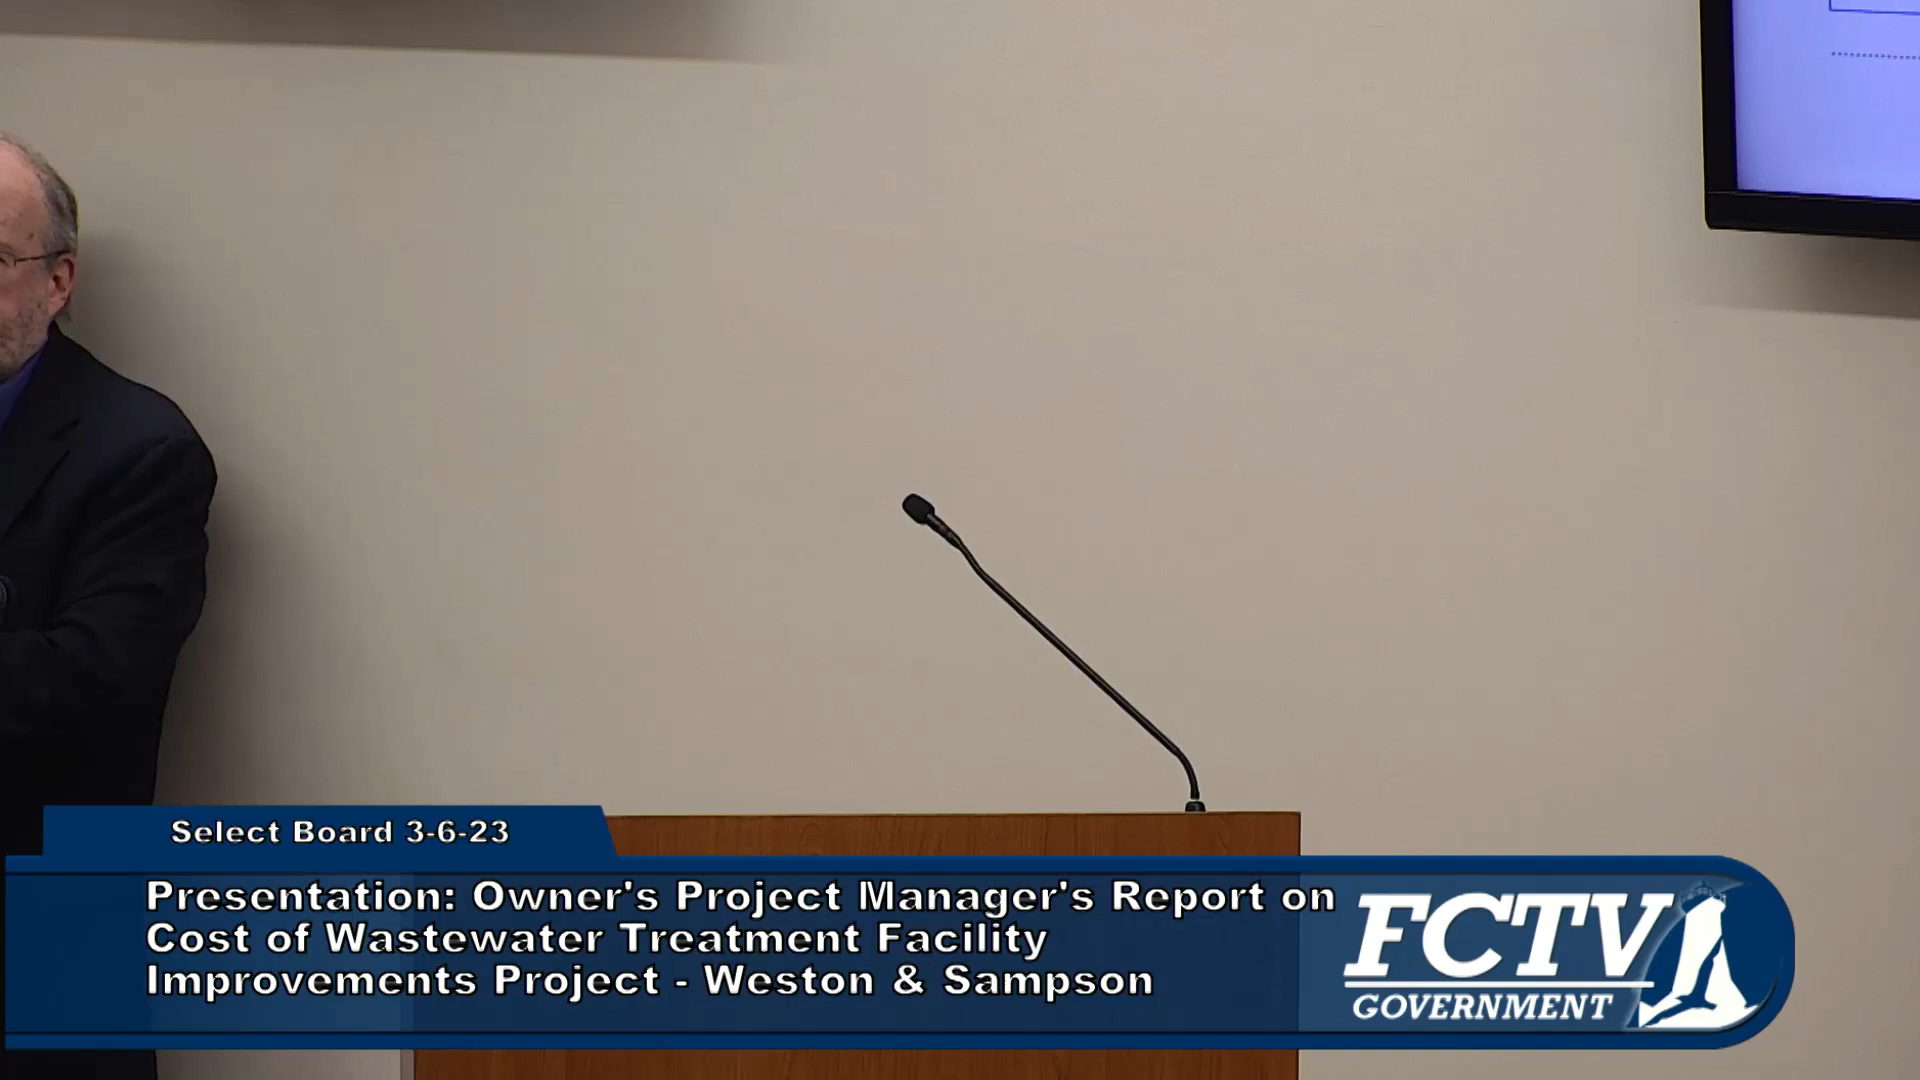 Select Board 3-6-23
Presentation: Owner's Project Manager's Report on
Cost of Wastewater Treatment Facility
Improvements Project - Weston & Sampson
FCTV
GOVERNMENT